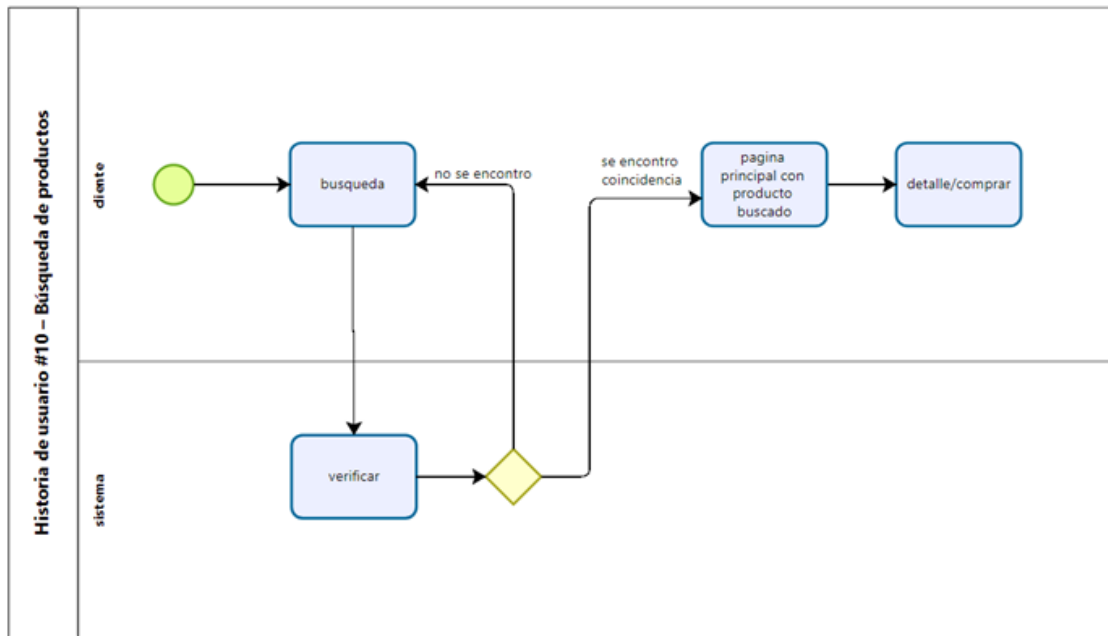 Historia de usuario #10 – Búsqueda de productos
cliente
busqueda
no se encontro
se encontro
coincidencia
pagina
principal con
producto
buscado
detalle/comprar
sistema
verificar